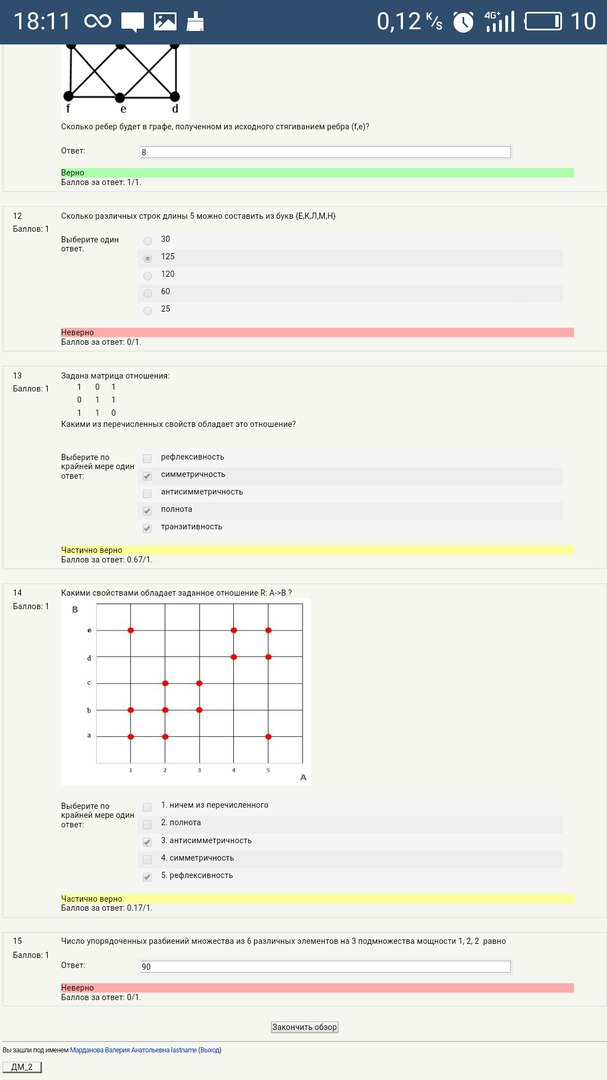 18:11 0,12 K/s 4G+ 10
f e d
Сколько ребер будет в графе, полученном из исходного стягиванием ребра (f,e)?
Ответ: 8
Верно
Баллов за ответ: 1/1.
12 Сколько различных строк длины 5 можно составить из букв {Е,К,Л,М,Н}
Баллов: 1
Выберите один
ответ.
30
125
120
60
25
Неверно
Баллов за ответ: 0/1.
13 Задана матрица отношения:
Баллов: 1
1 0 1
0 1 1
1 1 0
Какими из перечисленных свойств обладает это отношение?
Выберите по
крайней мере один
ответ:
рефлексивность
симметричность
антисимметричность
полнота
транзитивность
Частично верно
Баллов за ответ: 0.67/1.
14 Какими свойствами обладает заданное отношение R: A->B ?
Баллов: 1
B
e
d
c
b
a
1 2 3 4 5
A
Выберите по
крайней мере один
ответ:
1. ничем из перечисленного
2. полнота
3. антисимметричность
4. симметричность
5. рефлексивность
Частично верно
Баллов за ответ: 0.17/1.
15 Число упорядоченных разбиений множества из 6 различных элементов на 3 подмножества мощности 1, 2, 2 равно
Баллов: 1
Ответ: 90
Неверно
Баллов за ответ: 0/1.
Закончить обзор
Вы зашли под именем Марданова Валерия Анатольевна lastname (Выход)
ДМ_2